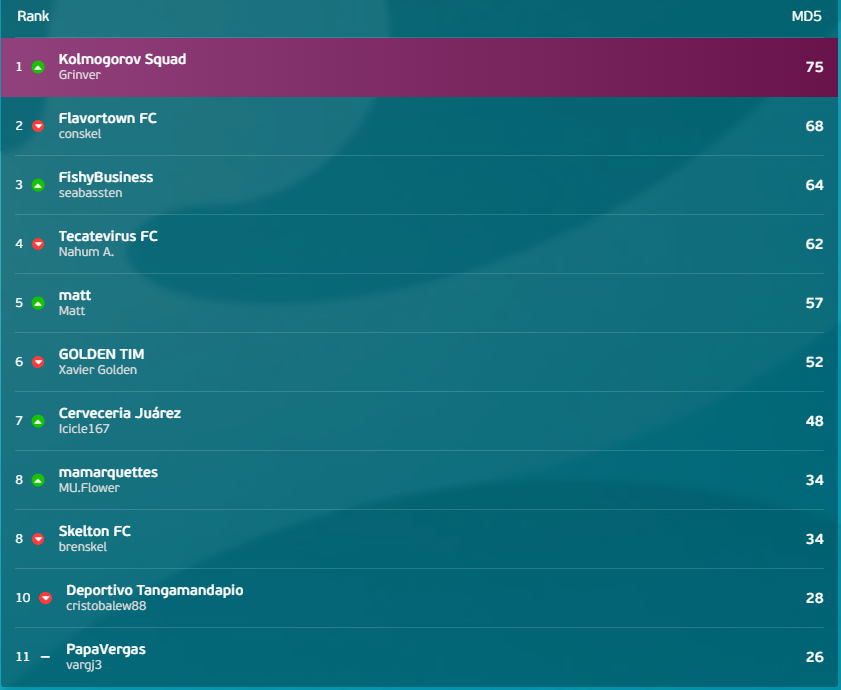 Rank MD5
1 Kolmogorov Squad 75
Grinver
2 Flavortown FC 68
conskel
3 FishyBusiness 64
seabassten
4 Tecatevirus FC 62
Nahum A.
5 matt 57
Matt
6 GOLDEN TIM 52
Xavier Golden
7 Cerveceria Juárez 48
Icicle167
8 mamarquettes 34
MU.Flower
8 Skelton FC 34
brenskel
10 Deportivo Tangamandapio 28
cristobalew88
11 PapaVergas 26
vargj3